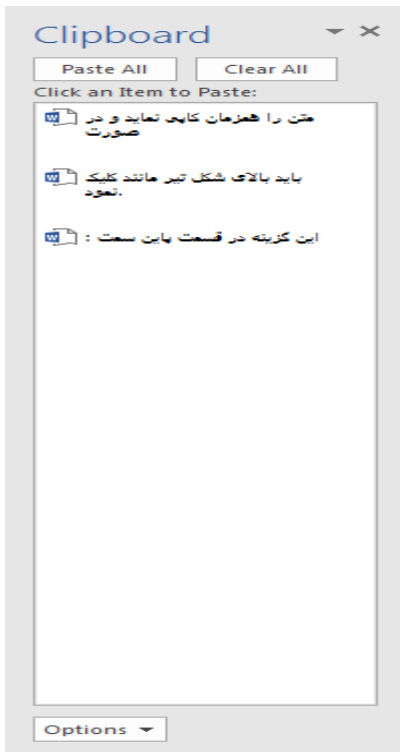 Clipboard
Paste All
Clear All
Click an Item to Paste:
متن را همزمان کاپی نماید و در
صورت
باید بالای شکل تیر مانند کلیک
نمود.
این گزینه در قسمت پاین سمت :
Options